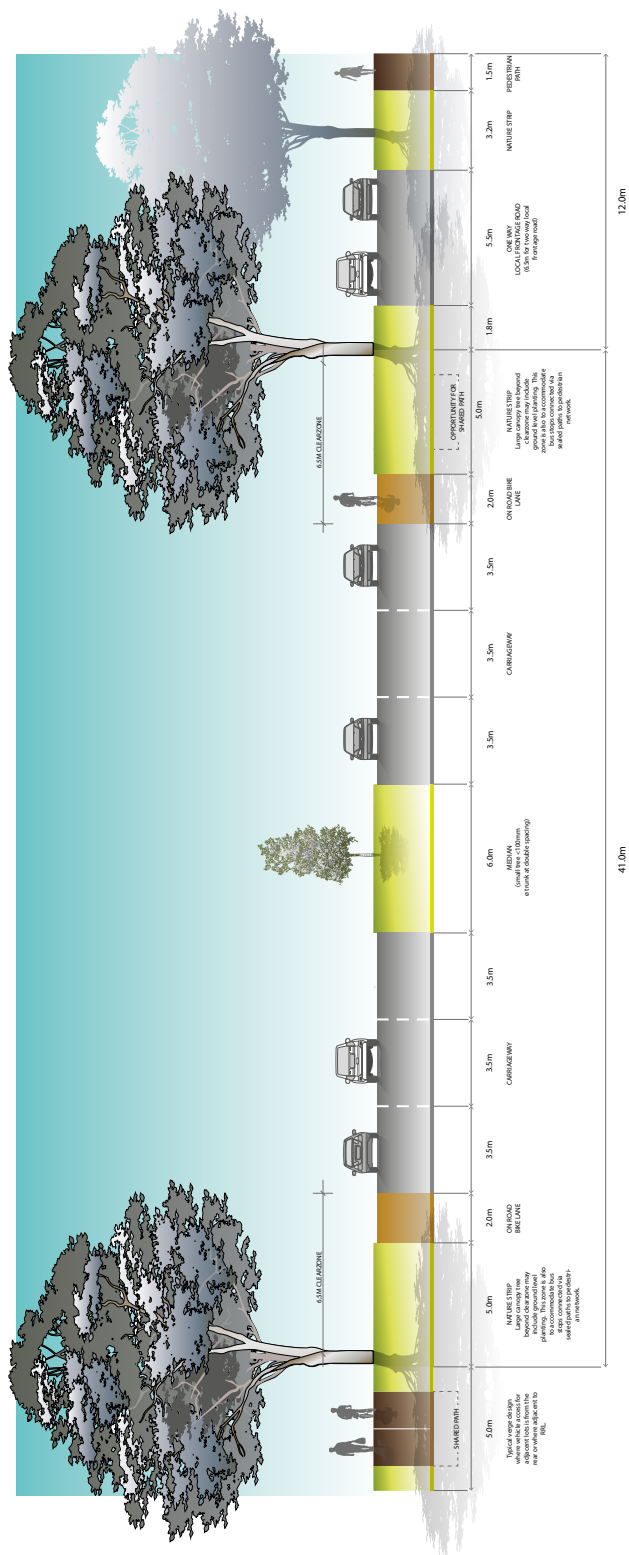 6.5M CLEARZONE
6.5M CLEARZONE
SHARED PATH
OPPORTUNITY FOR
SHARED PATH
5.0m
Typical verge design
where vehicle access for
adjacent lots is from the
rear or where adjacent to
RRL.
5.0m
NATURE STRIP
Large canopy tree
beyond clearzone may
include ground level
planting. This zone is also
to accommodate bus
stops connected via
sealed paths to pedestri-
an network.
2.0m
ON ROAD
BIKE LANE
3.5m
3.5m
CARRIAGEWAY
3.5m
6.0m
MEDIAN
(small tree <100mm
ø trunk at double spacing)
3.5m
3.5m
CARRIAGEWAY
3.5m
2.0m
ON ROAD BIKE
LANE
5.0m
NATURE STRIP
Large canopy tree beyond
clearzone may include
ground level planting. This
zone is also to accommodate
bus stops connected via
sealed paths to pedestrian
network.
1.8m
5.5m
ONE WAY
LOCAL FRONTAGE ROAD
(6.5m for two way local
frontage road)
3.2m
NATURE STRIP
1.5m
PEDESTRIAN
PATH
41.0m
12.0m